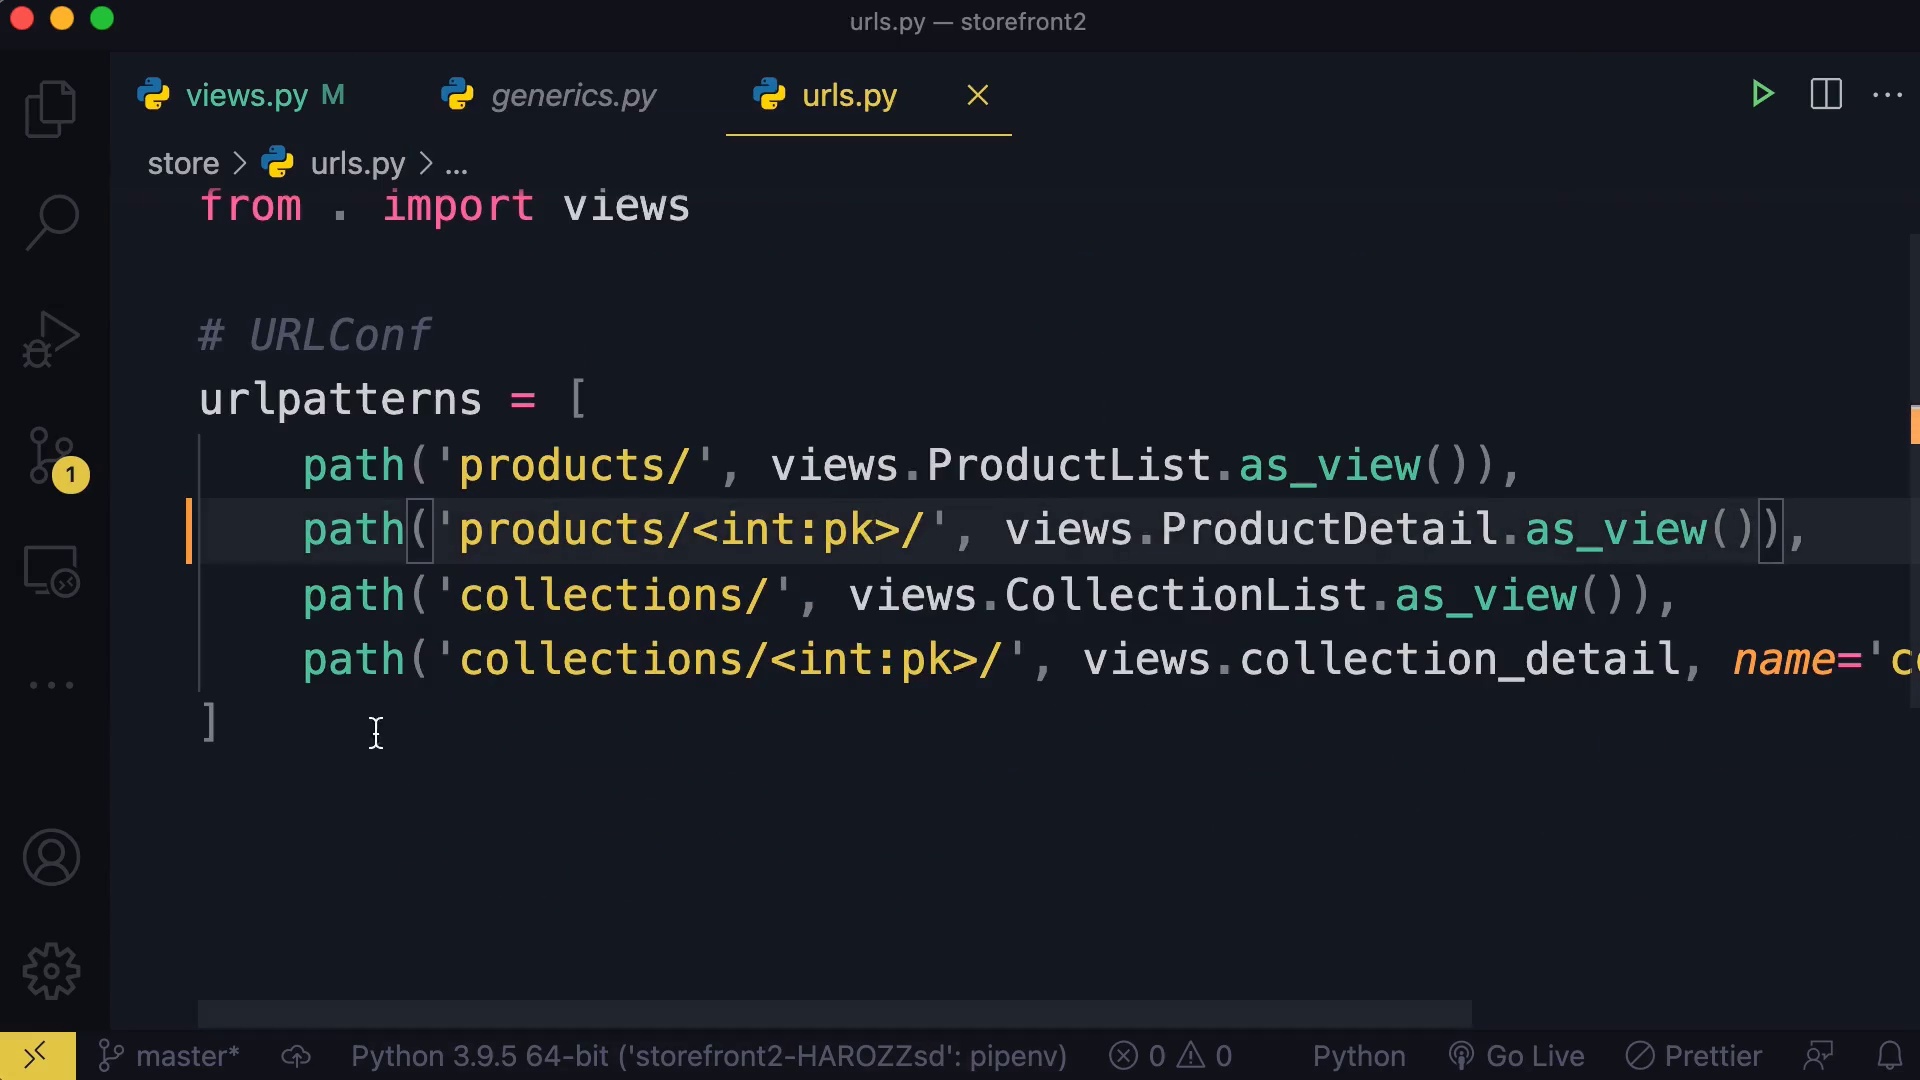 urls.py — storefront2
views.py M generics.py urls.py
store > urls.py > ...
from . import views
# URLConf
urlpatterns = [
path('products/', views.ProductList.as_view()),
path('products/<int:pk>/', views.ProductDetail.as_view()),
path('collections/', views.CollectionList.as_view()),
path('collections/<int:pk>/', views.collection_detail, name='c
]
1
master* Python 3.9.5 64-bit ('storefront2-HAROZZsd': pipenv) 0 0 Python Go Live Prettier